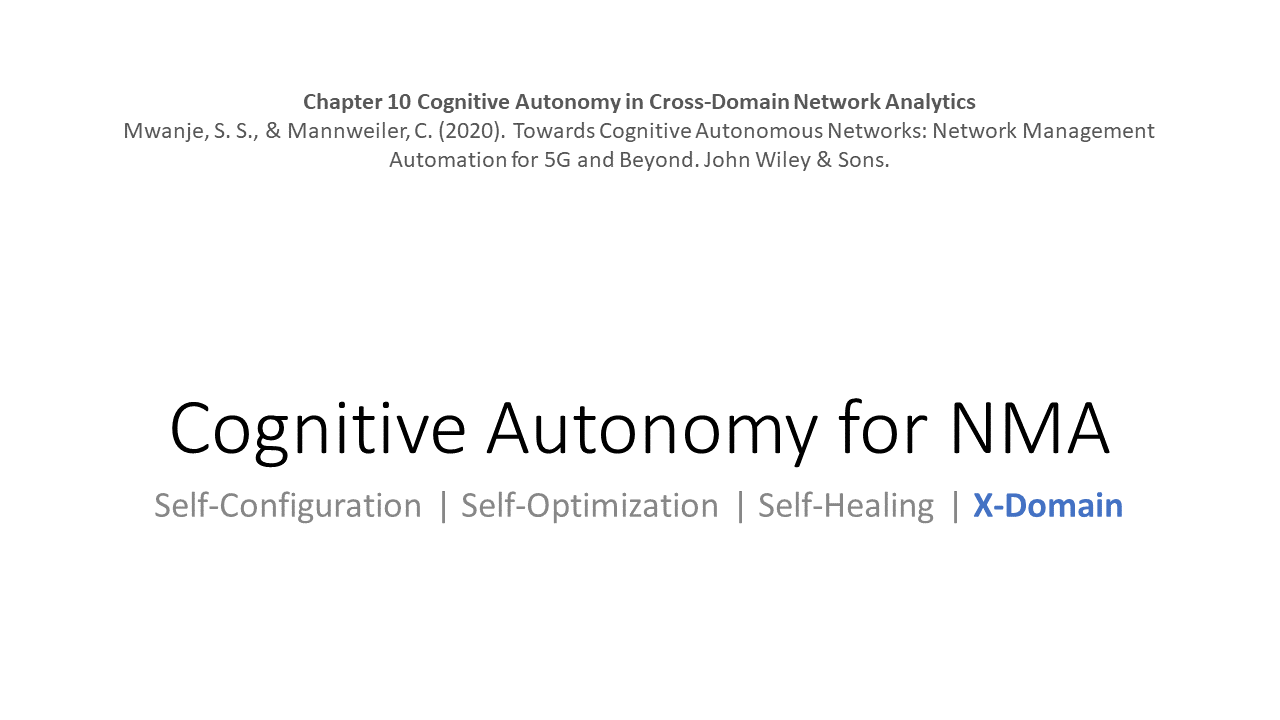 Chapter 10 Cognitive Autonomy in Cross-Domain Network Analytics
Mwanje, S. S., & Mannweiler, C. (2020). Towards Cognitive Autonomous Networks: Network Management
Automation for 5G and Beyond. John Wiley & Sons.
Cognitive Autonomy for NMA
Self-Configuration | Self-Optimization | Self-Healing | X-Domain